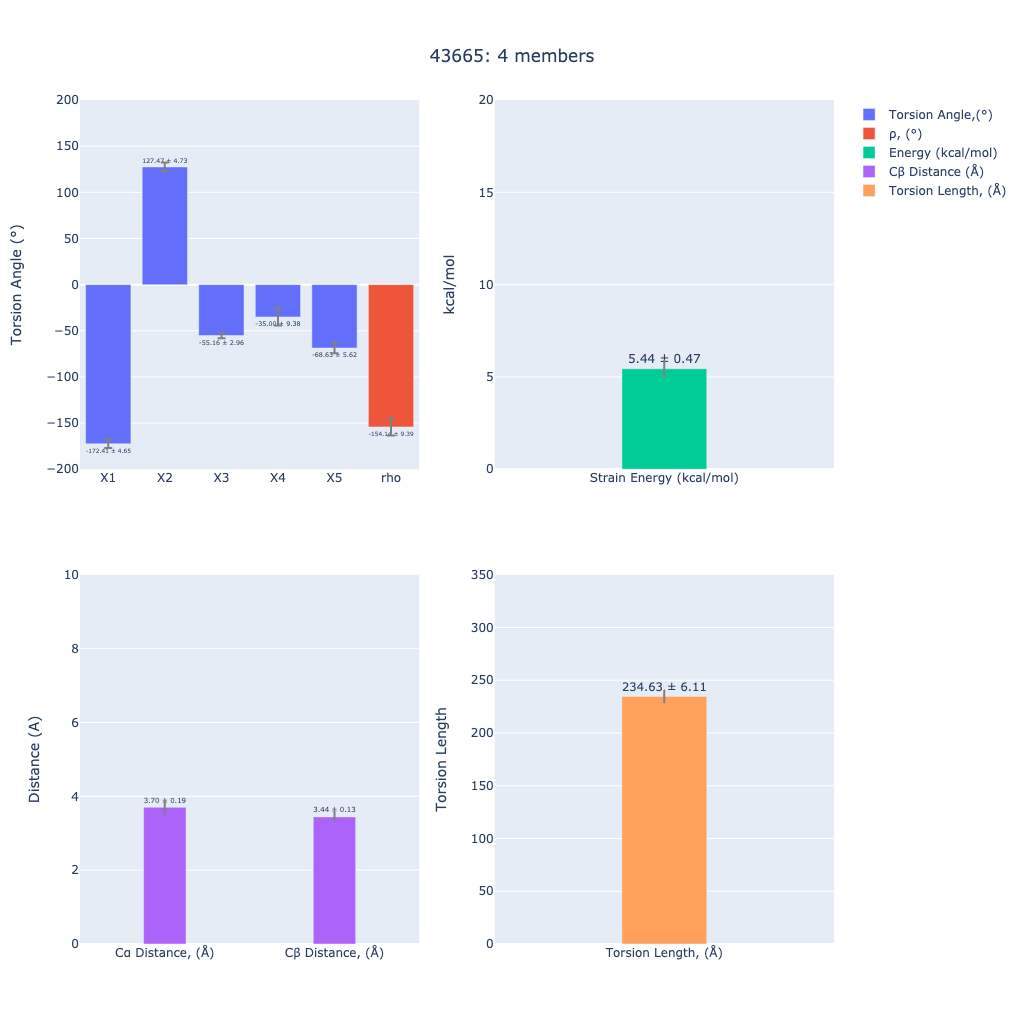 43665: 4 members
Torsion Angle (°)
200
150
100
50
0
−50
−100
−150
−200
127.42 ± 4.73
-55.16 ± 2.96
-35.00 ± 9.38
-68.63 ± 5.62
-172.41 ± 4.65
-154.14 ± 9.39
X1 X2 X3 X4 X5 rho
kcal/mol
20
15
10
5
0
5.44 ± 0.47
Strain Energy (kcal/mol)
Torsion Angle,(°)
ρ, (°)
Energy (kcal/mol)
Cβ Distance (Å)
Torsion Length, (Å)
Distance (A)
10
8
6
4
2
0
3.70 ± 0.19
3.44 ± 0.13
Cα Distance, (Å) Cβ Distance, (Å)
Torsion Length
350
300
250
200
150
100
50
0
234.63 ± 6.11
Torsion Length, (Å)